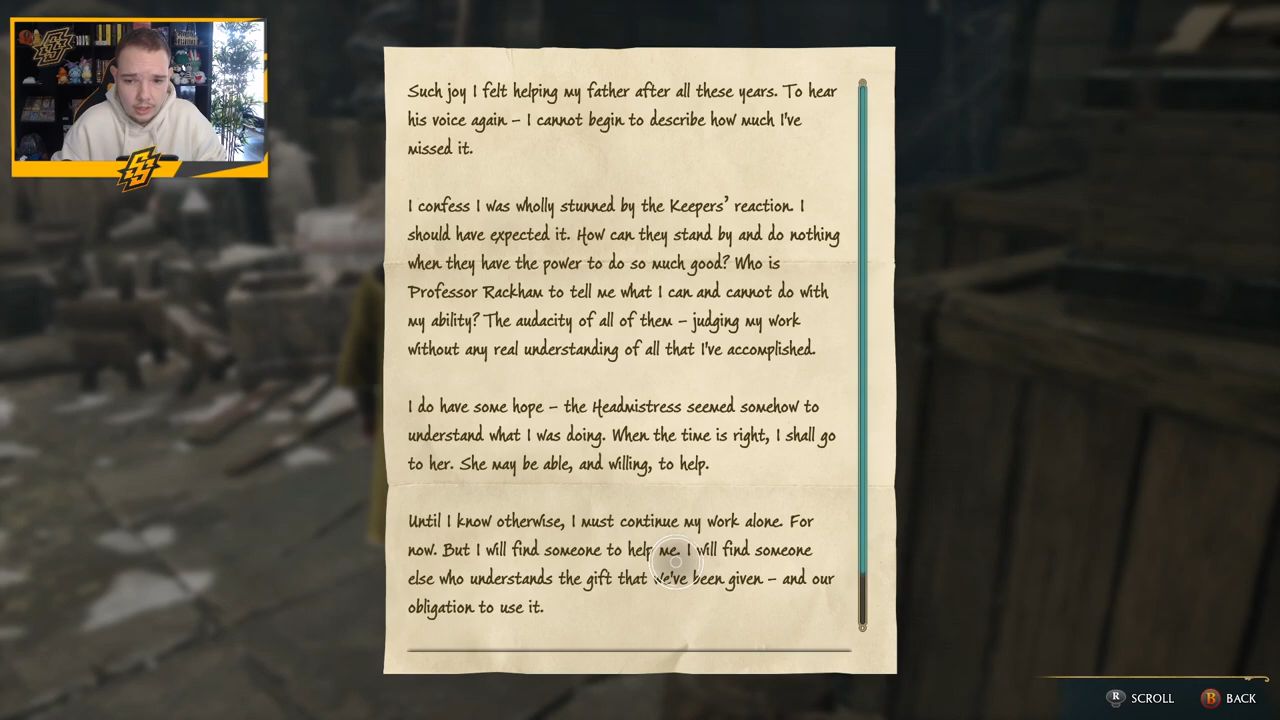 Such joy I felt helping my father after all these years. To hear
his voice again – I cannot begin to describe how much I've
missed it.
I confess I was wholly stunned by the Keepers’ reaction. I
should have expected it. How can they stand by and do nothing
when they have the power to do so much good? Who is
Professor Rackham to tell me what I can and cannot do with
my ability? The audacity of all of them – judging my work
without any real understanding of all that I've accomplished.
I do have some hope – the Headmistress seemed somehow to
understand what I was doing. When the time is right, I shall go
to her. She may be able, and willing, to help.
Until I know otherwise, I must continue my work alone. For
now. But I will find someone to help me. I will find someone
else who understands the gift that we've been given – and our
obligation to use it.
R SCROLL
B BACK